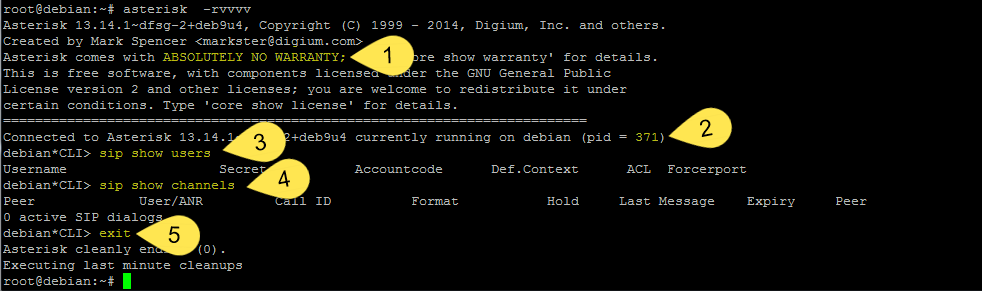 root@debian:~# asterisk -rvvvv
Asterisk 13.14.1~dfsg-2+deb9u4, Copyright (C) 1999 - 2014, Digium, Inc. and others.
Created by Mark Spencer <markster@digium.com>
Asterisk comes with ABSOLUTELY NO WARRANTY; 1 ore show warranty' for details.
This is free software, with components licensed under the GNU General Public
License version 2 and other licenses; you are welcome to redistribute it under
certain conditions. Type 'core show license' for details.
=========================================================================
Connected to Asterisk 13.14.1~ 2+deb9u4 currently running on debian (pid = 371) 2
debian*CLI> sip show users 3
Username Secret Accountcode Def.Context ACL Forcerport
debian*CLI> sip show channels 4
Peer User/ANR Call ID Format Hold Last Message Expiry Peer
0 active SIP dialogs
debian*CLI> exit 5
Asterisk cleanly en (0).
Executing last minute cleanups
root@debian:~#